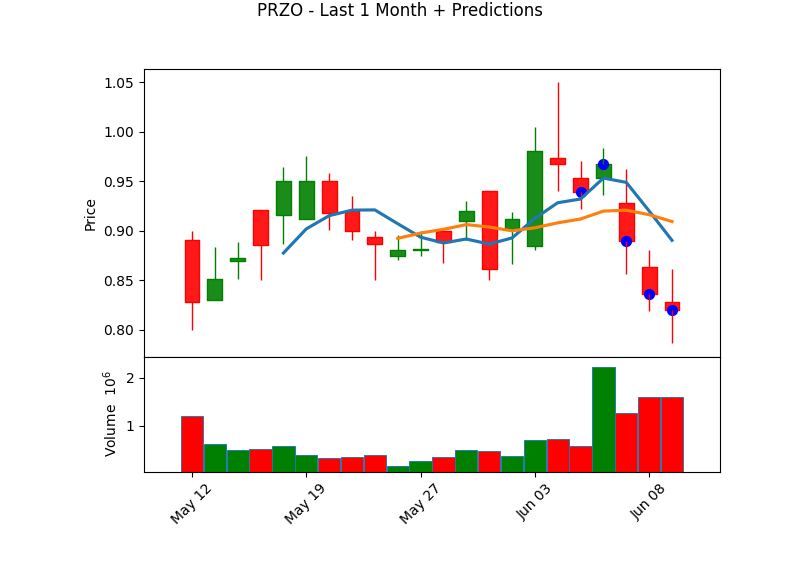 PRZO - Last 1 Month + Predictions
1.05
1.00
0.95
0.90
0.85
0.80
Price
2
1
Volume 10^6
May 12
May 19
May 27
Jun 03
Jun 08